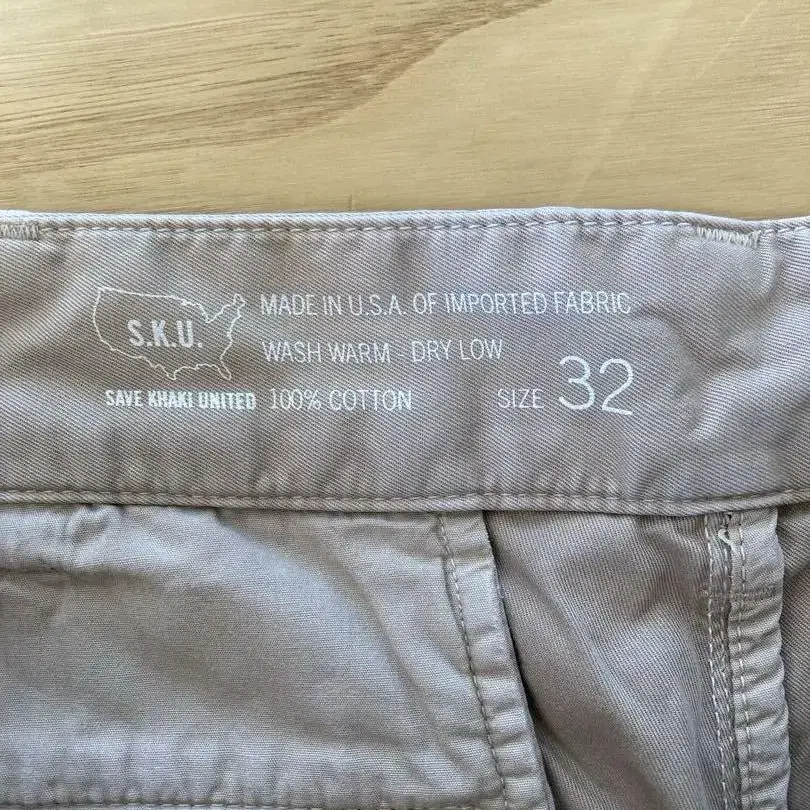 S.K.U.
SAVE KHAKI UNITED
MADE IN U.S.A. OF IMPORTED FABRIC
WASH WARM - DRY LOW
100% COTTON SIZE 32